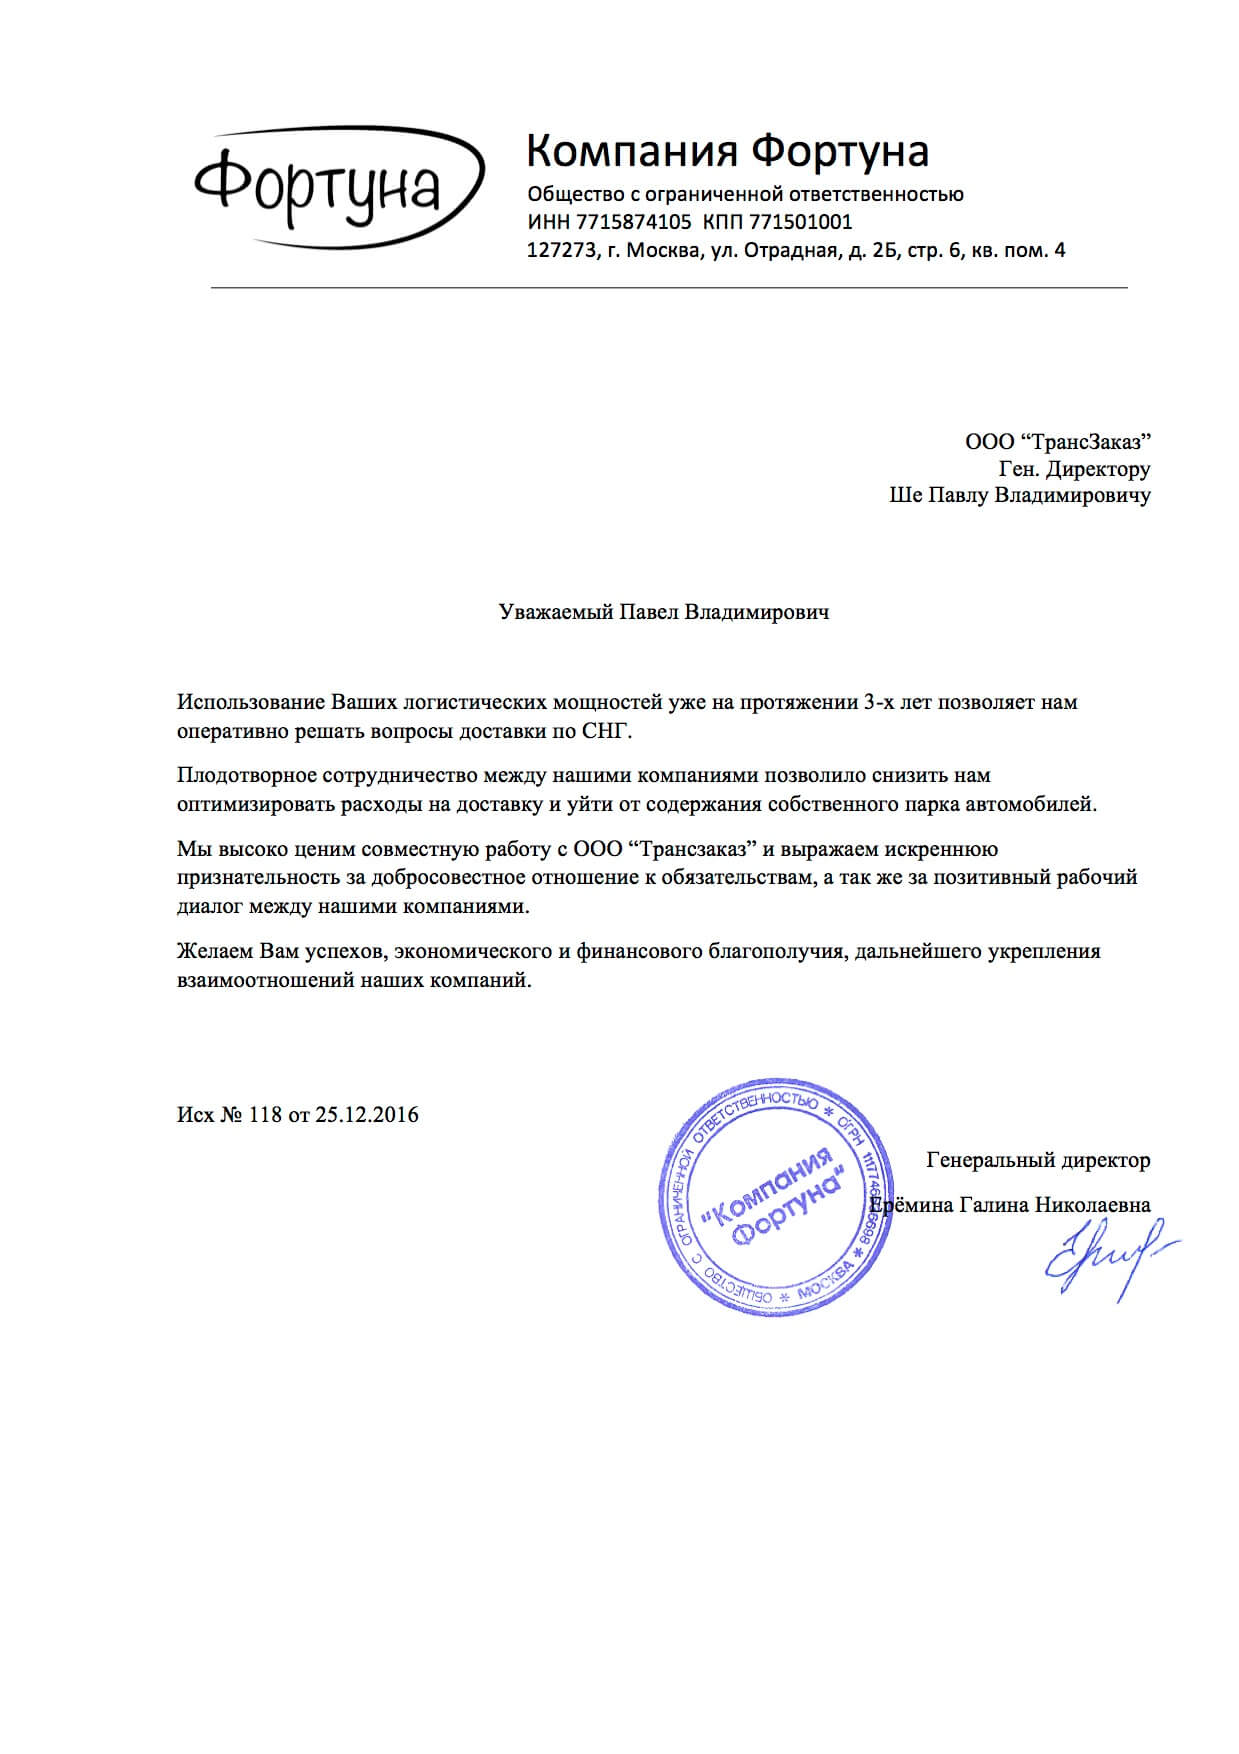 Фортуна
Компания Фортуна
Общество с ограниченной ответственностью
ИНН 7715874105 КПП 771501001
127273, г. Москва, ул. Отрадная, д. 2Б, стр. 6, кв. пом. 4
ООО “ТрансЗаказ”
Ген. Директору
Ше Павлу Владимировичу
Уважаемый Павел Владимирович
Использование Ваших логистических мощностей уже на протяжении 3-х лет позволяет нам
оперативно решать вопросы доставки по СНГ.
Плодотворное сотрудничество между нашими компаниями позволило снизить нам
оптимизировать расходы на доставку и уйти от содержания собственного парка автомобилей.
Мы высоко ценим совместную работу с ООО “Трансзаказ” и выражаем искреннюю
признательность за добросовестное отношение к обязательствам, а так же за позитивный рабочий
диалог между нашими компаниями.
Желаем Вам успехов, экономического и финансового благополучия, дальнейшего укрепления
взаимоотношений наших компаний.
Исх № 118 от 25.12.2016
Генеральный директор
Ерёмина Галина Николаевна
ОБЩЕСТВО С ОГРАНИЧЕННОЙ ОТВЕТСТВЕННОСТЬЮ * ОГРН * МОСКВА *
"Компания
Фортуна"